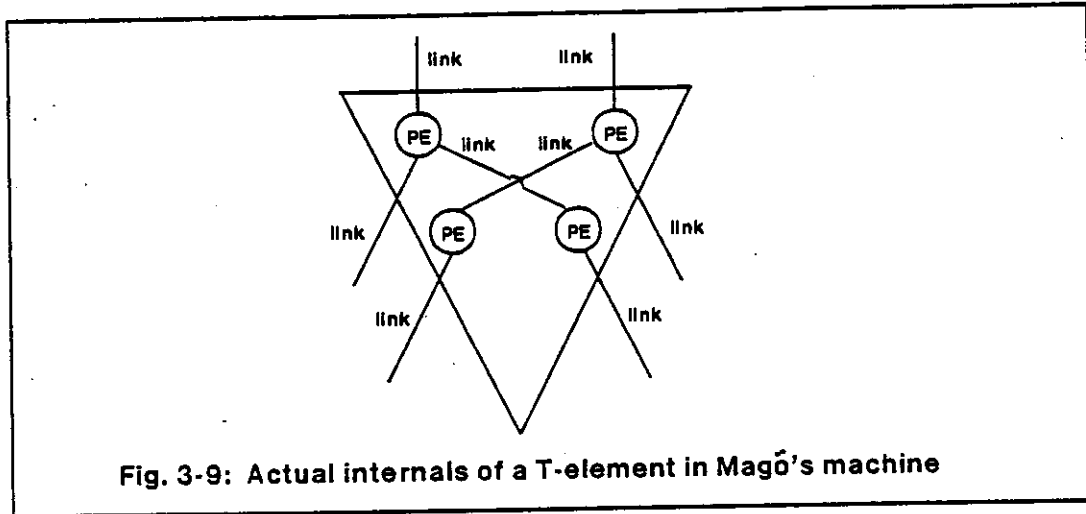 link link
PE link link PE
link PE PE link
link link
Fig. 3-9: Actual internals of a T-element in Magő's machine